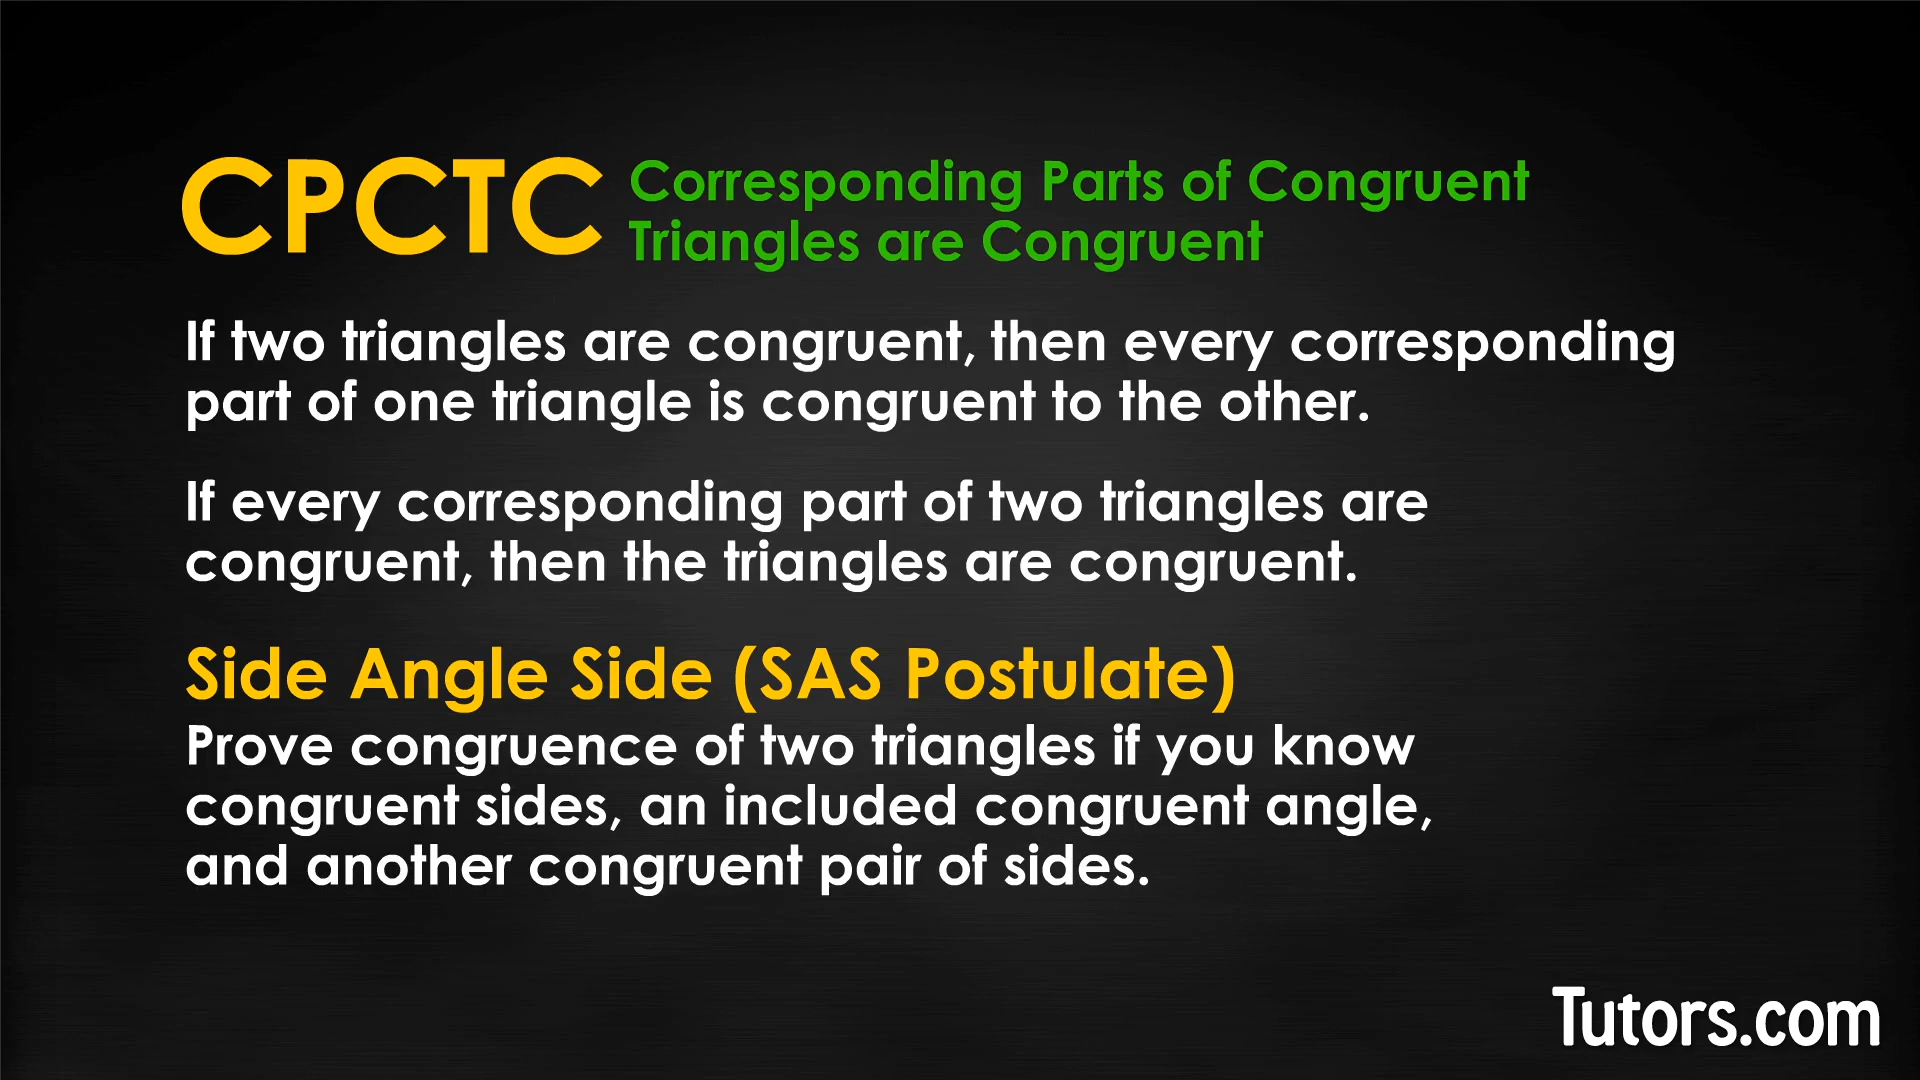 CPCTC Corresponding Parts of Congruent
Triangles are Congruent
If two triangles are congruent, then every corresponding
part of one triangle is congruent to the other.
If every corresponding part of two triangles are
congruent, then the triangles are congruent.
Side Angle Side (SAS Postulate)
Prove congruence of two triangles if you know
congruent sides, an included congruent angle,
and another congruent pair of sides.
Tutors.com